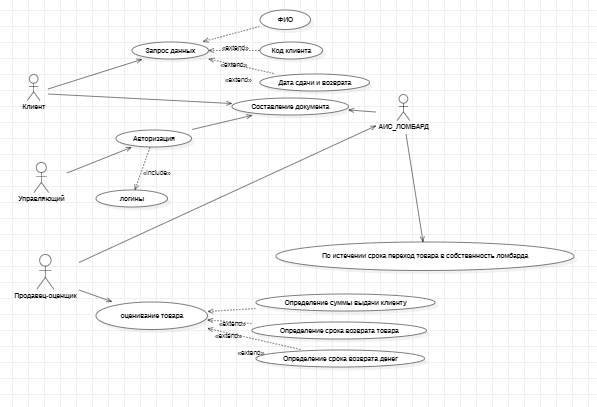 ФИО
Запрос данных
«extend»
Код клиента
«extend»
«extend»
Дата сдачи и возврата
Клиент
Составление документа
АИС_ЛОМБАРД
Авторизация
«include»
Управляющий
логины
По истечении срока переход товара в собственность ломбарда
Продавец-оценщик
Определение суммы выдачи клиенту
оценивание товара
«extend»
Определение срока возврата товара
«extend»
«extend»
Определение срока возврата денег